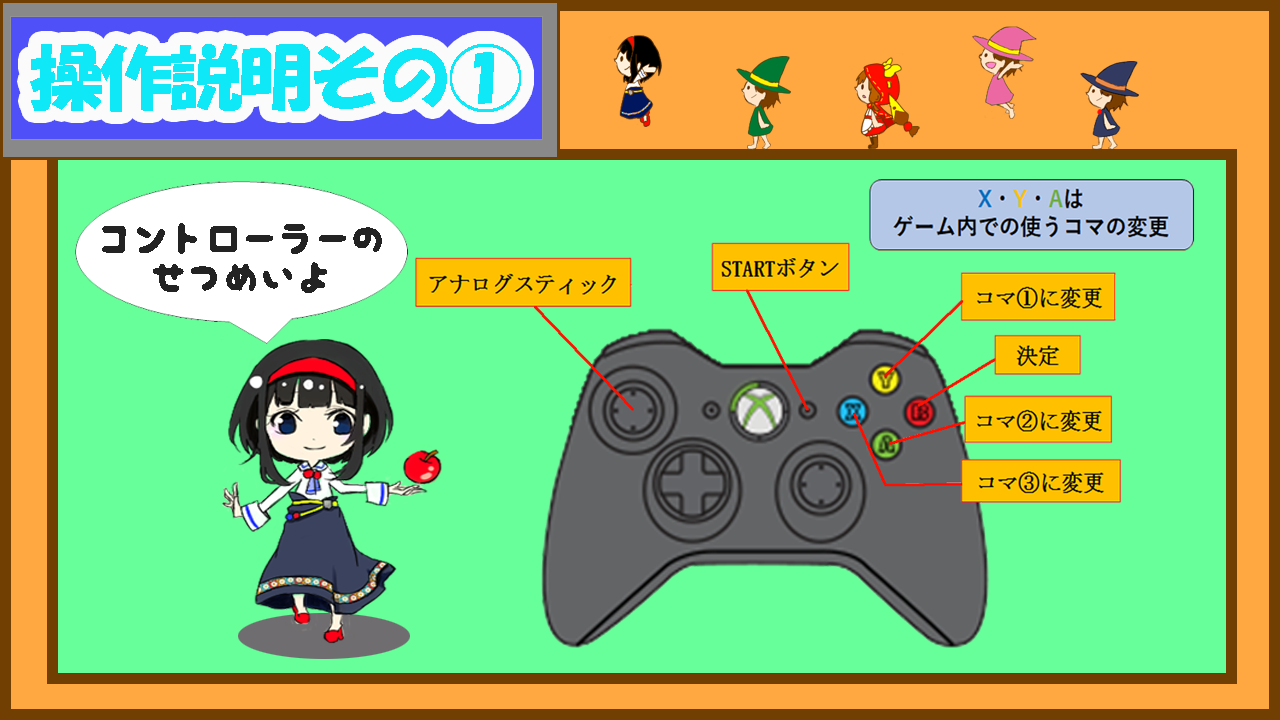 操作説明その①
コントローラーの
せつめいよ
X・Y・Aは
ゲーム内での使うコマの変更
アナログスティック
STARTボタン
コマ①に変更
決定
コマ②に変更
コマ③に変更
Y
X
B
A